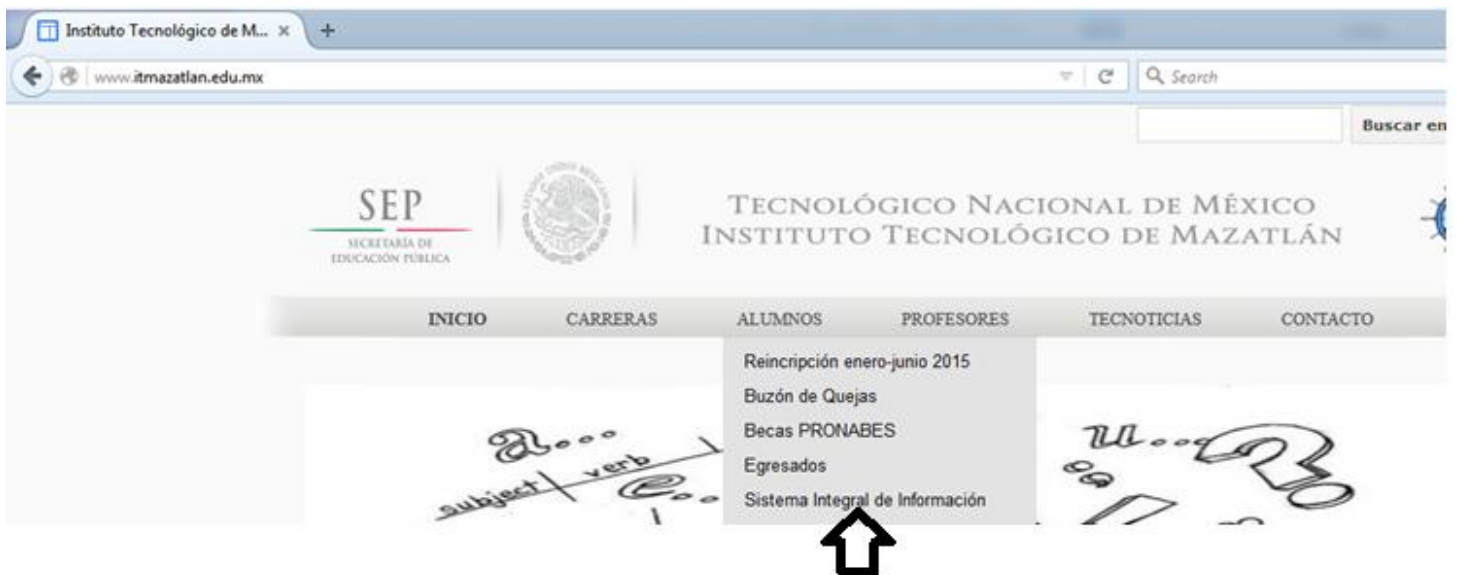 Instituto Tecnológico de M...
www.itmazatlan.edu.mx
Search
Buscar en
SEP
SECRETARÍA DE
EDUCACIÓN PÚBLICA
TECNOLÓGICO NACIONAL DE MÉXICO
INSTITUTO TECNOLÓGICO DE MAZATLÁN
INICIO CARRERAS ALUMNOS PROFESORES TECNOTICIAS CONTACTO
Reincripción enero-junio 2015
Buzón de Quejas
Becas PRONABES
Egresados
Sistema Integral de Información
a...
subject verb
e...
i
u...
?